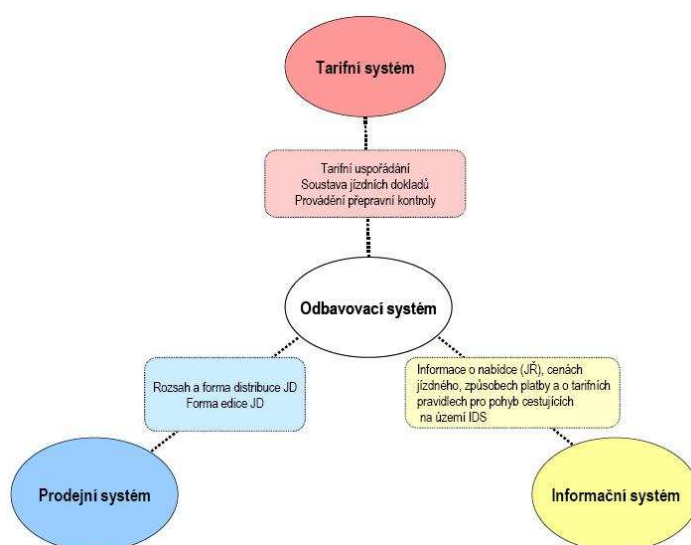 Tarifní systém
Tarifní uspořádání
Soustava jízdních dokladů
Provádění přepravní kontroly
Odbavovací systém
Rozsah a forma distribuce JD
Forma edice JD
Informace o nabídce (JŘ), cenách
jízdného, způsobech platby a o tarifních
pravidlech pro pohyb cestujících
na území IDS
Prodejní systém
Informační systém